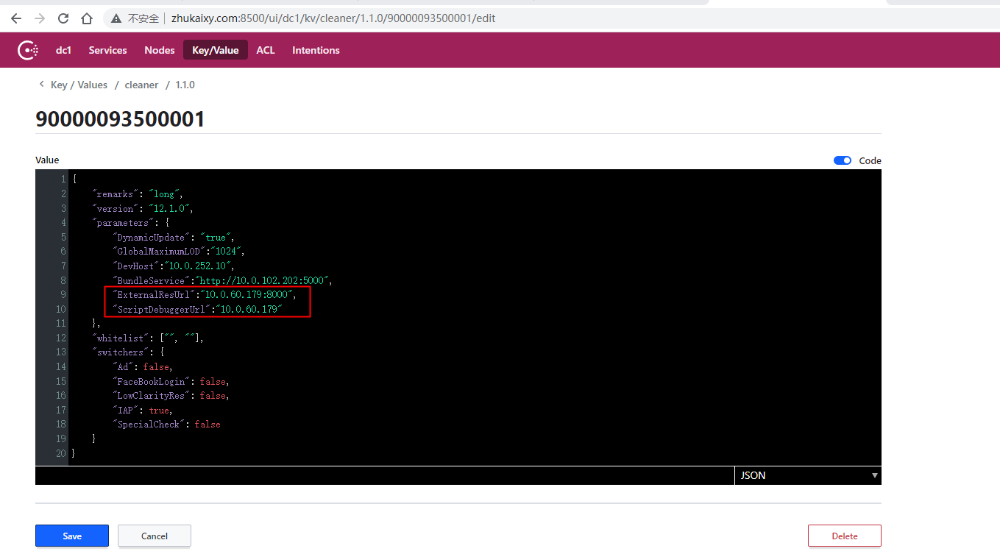 不安全 zhukaixy.com:8500/ui/dc1/kv/cleaner/1.1.0/90000093500001/edit
dc1 Services Nodes Key/Value ACL Intentions
Key / Values / cleaner / 1.1.0
90000093500001
Value Code
1 {
2 "remarks": "long",
3 "version": "12.1.0",
4 "parameters": {
5 "DynamicUpdate": "true",
6 "GlobalMaximumLOD":"1024",
7 "DevHost":"10.0.252.10",
8 "BundleService":"http://10.0.102.202:5000",
9 "ExternalResUrl":"10.0.60.179:8000",
10 "ScriptDebuggerUrl":"10.0.60.179"
11 },
12 "whitelist": ["", ""],
13 "switchers": {
14 "Ad": false,
15 "FaceBookLogin": false,
16 "LowClarityRes": false,
17 "IAP": true,
18 "SpecialCheck": false
19 }
20 }
JSON
Save Cancel Delete